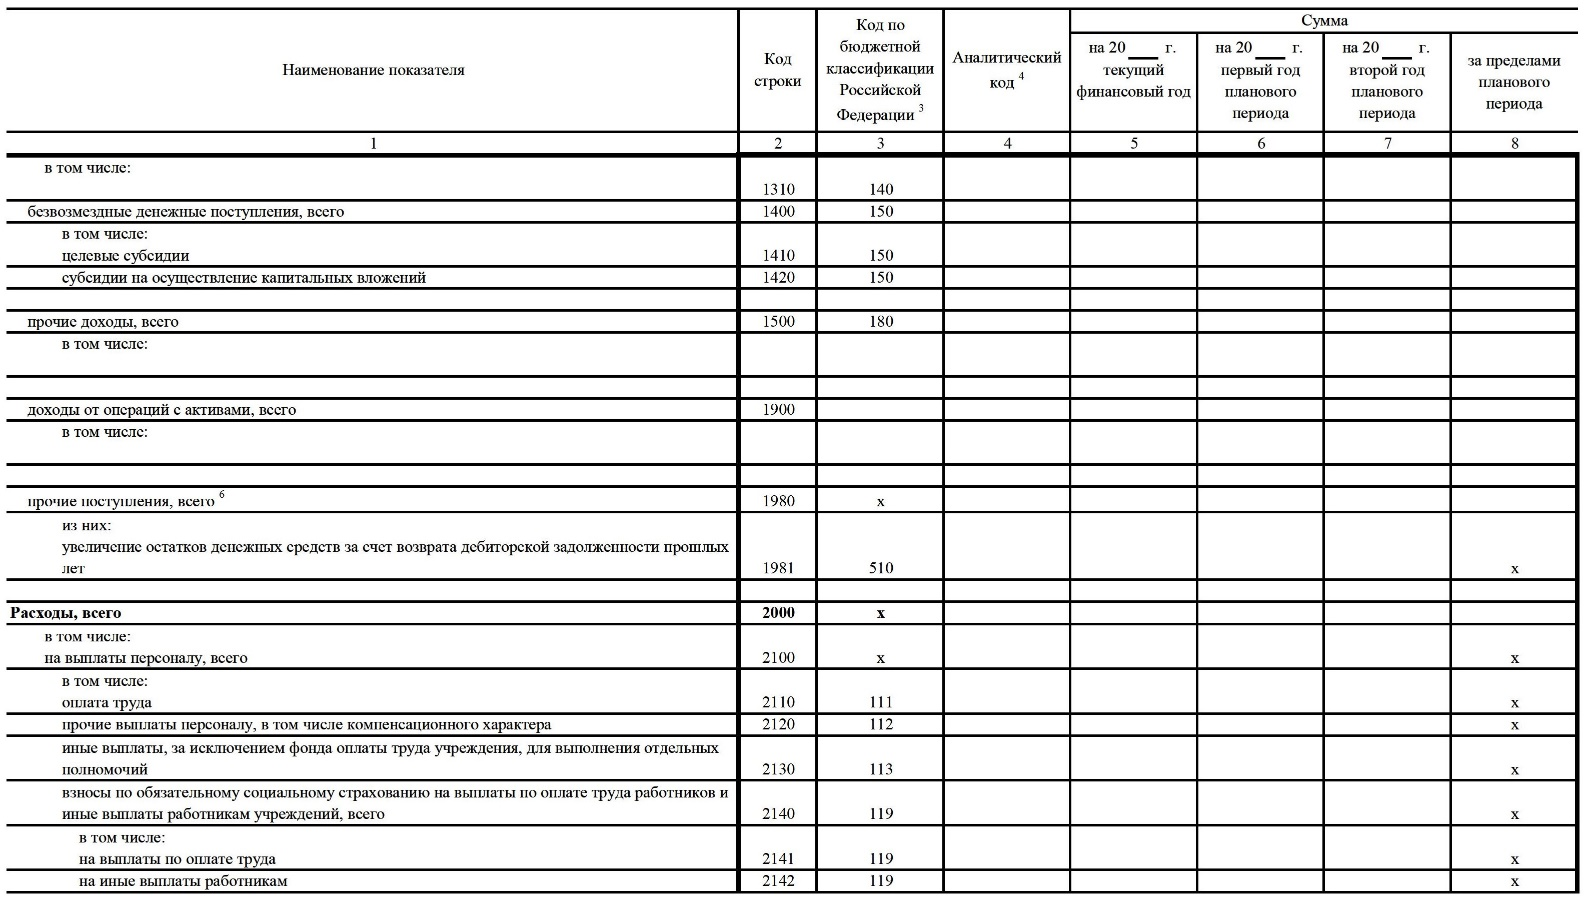 Наименование показателя
Код
строки
Код по
бюджетной
классификации
Российской
Федерации 3
Аналитический
код 4
Сумма
на 20____ г.
текущий
финансовый год
на 20____ г.
первый год
планового
периода
на 20____ г.
второй год
планового
периода
за пределами
планового
периода
1 2 3 4 5 6 7 8
в том числе:
1310 140
безвозмездные денежные поступления, всего 1400 150
в том числе:
целевые субсидии 1410 150
субсидии на осуществление капитальных вложений 1420 150
прочие доходы, всего 1500 180
в том числе:
доходы от операций с активами, всего 1900
в том числе:
прочие поступления, всего 6 1980 х
из них:
увеличение остатков денежных средств за счет возврата дебиторской задолженности прошлых
лет 1981 510 х
Расходы, всего 2000 х
в том числе:
на выплаты персоналу, всего 2100 х х
в том числе:
оплата труда 2110 111 х
прочие выплаты персоналу, в том числе компенсационного характера 2120 112 х
иные выплаты, за исключением фонда оплаты труда учреждения, для выполнения отдельных
полномочий 2130 113 х
взносы по обязательному социальному страхованию на выплаты по оплате труда работников и
иные выплаты работникам учреждений, всего 2140 119 х
в том числе:
на выплаты по оплате труда 2141 119 х
на иные выплаты работникам 2142 119 х